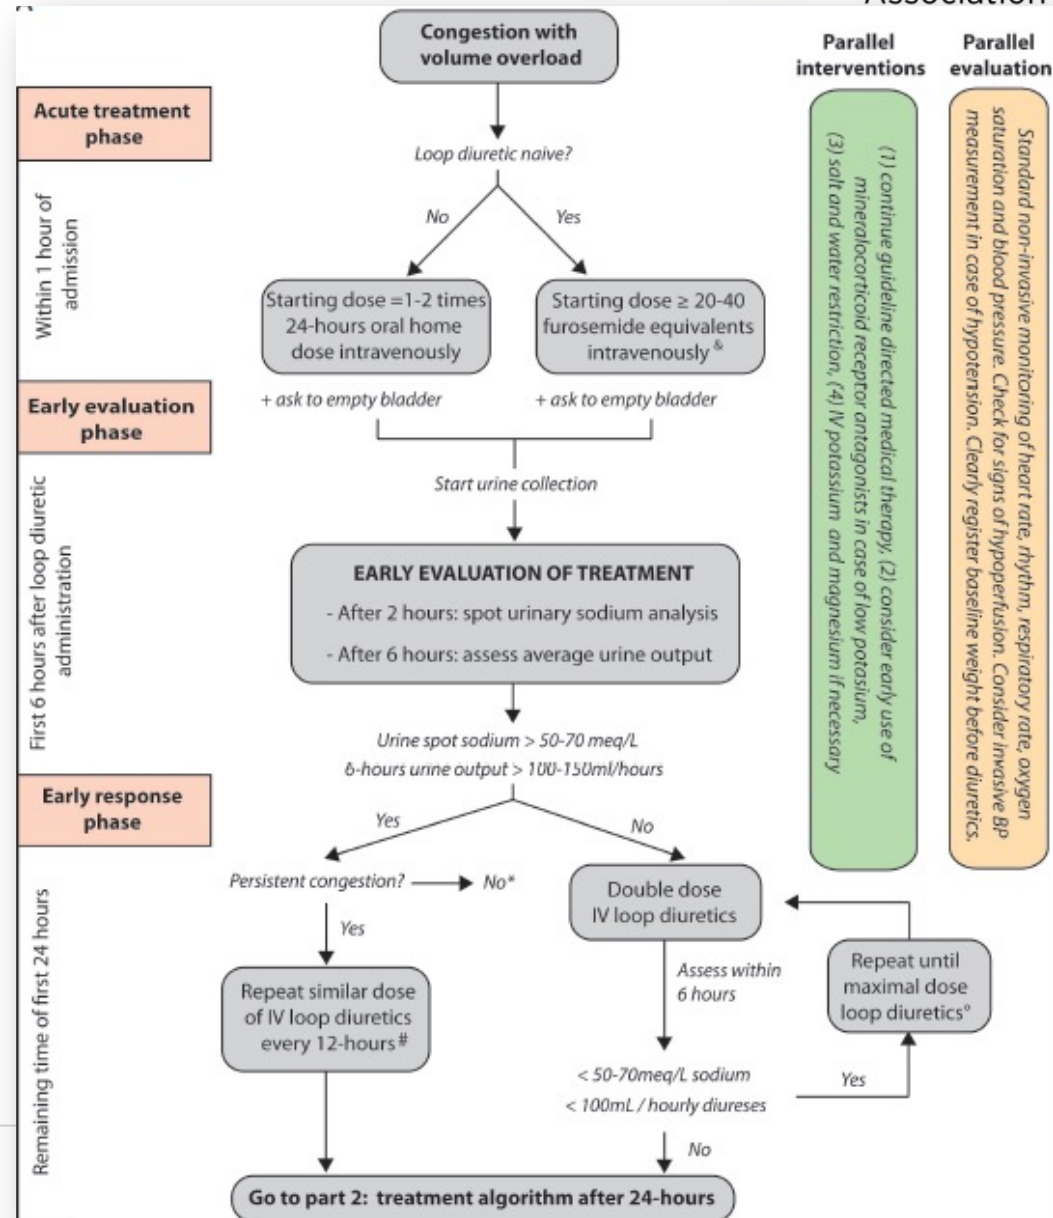 Association
Congestion with
volume overload
Parallel
interventions
Parallel
evaluation
Acute treatment
phase
Loop diuretic naive?
No
Yes
Within 1 hour of
admission
Starting dose =1-2 times
24-hours oral home
dose intravenously
Starting dose ≥ 20-40
furosemide equivalents
intravenously &
+ ask to empty bladder
+ ask to empty bladder
Early evaluation
phase
Start urine collection
First 6 hours after loop diuretic
administration
EARLY EVALUATION OF TREATMENT
- After 2 hours: spot urinary sodium analysis
- After 6 hours: assess average urine output
Urine spot sodium > 50-70 meq/L
6-hours urine output > 100-150ml/hours
Early response
phase
Yes
No
Persistent congestion?
No*
Yes
Remaining time of first 24 hours
Repeat similar dose
of IV loop diuretics
every 12-hours #
Double dose
IV loop diuretics
Assess within
6 hours
Repeat until
maximal dose
loop diuretics°
< 50-70meq/L sodium
< 100mL / hourly diureses
Yes
No
Go to part 2: treatment algorithm after 24-hours
(1) continue guideline directed medical therapy, (2) consider early use of
mineralocorticoid receptor antagonists in case of low potasium,
(3) salt and water restriction, (4) IV potassium and magnesium if necessary
Standard non-invasive monitoring of heart rate, rhythm, respiratory rate, oxygen
saturation and blood pressure. Check for signs of hypoperfusion. Consider invasive BP
measurement in case of hypotension. Clearly register baseline weight before diuretics.